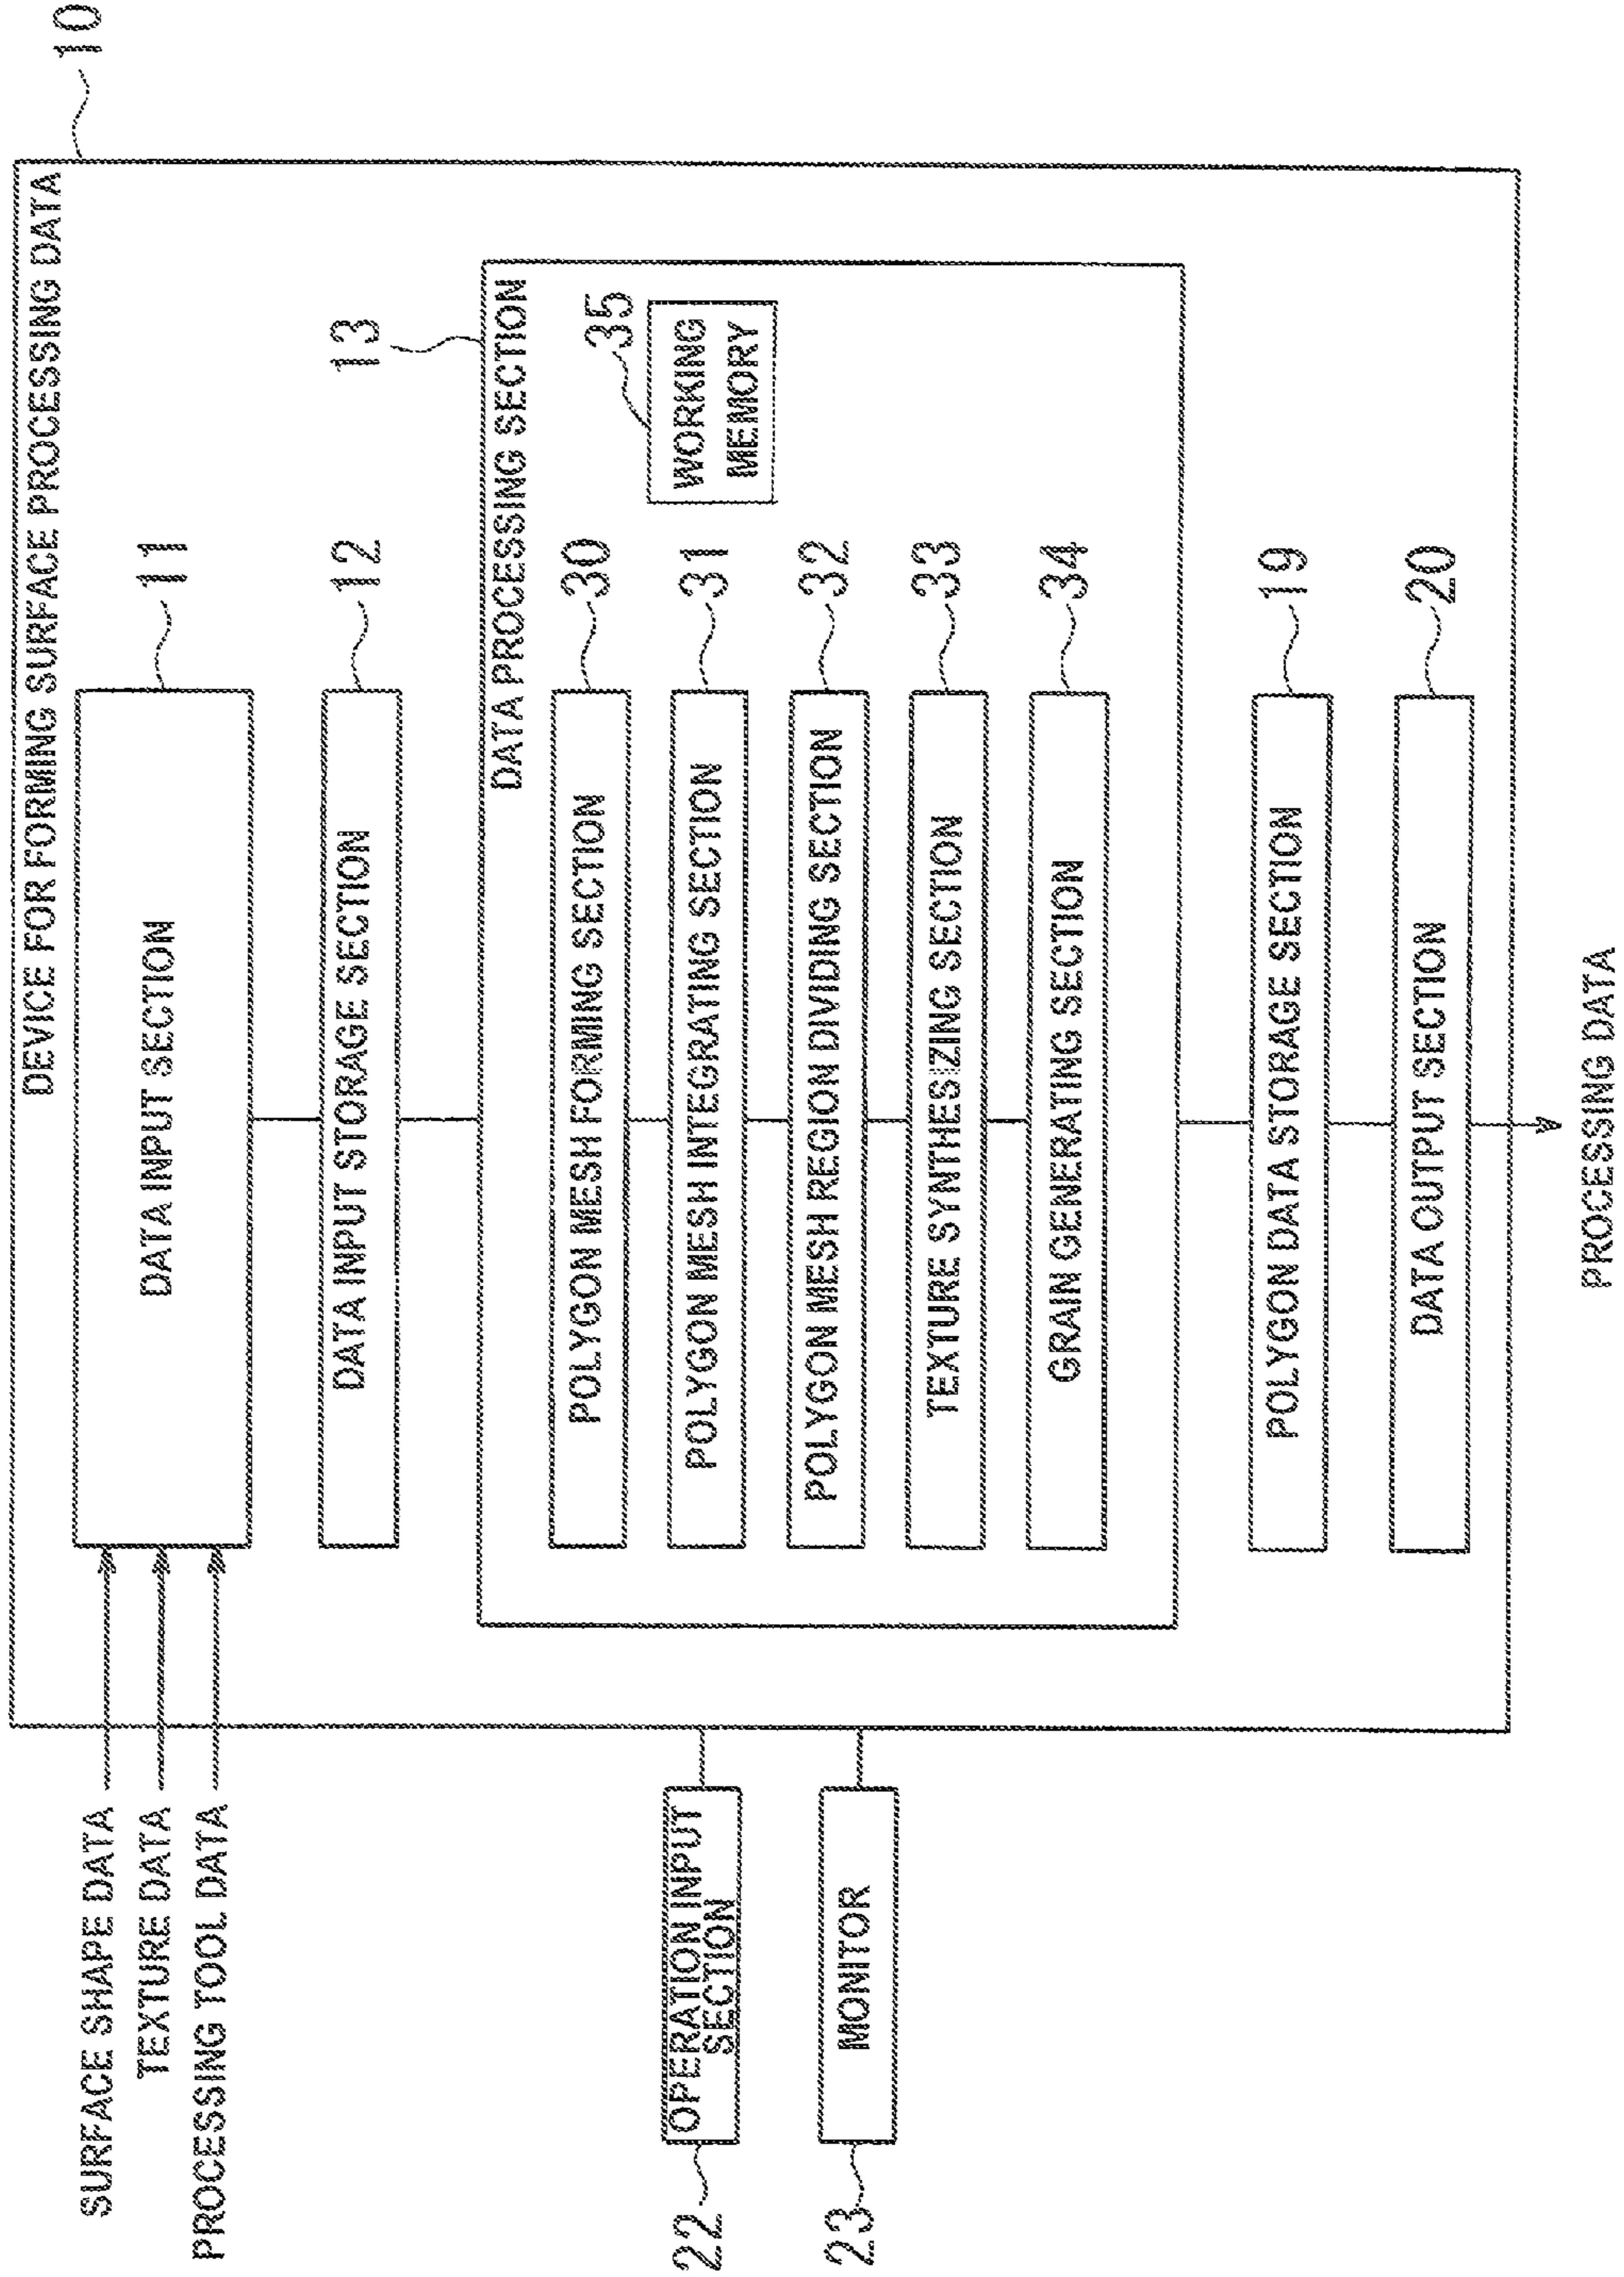 10
DEVICE FOR FORMING SURFACE PROCESSING DATA
SURFACE SHAPE DATA
TEXTURE DATA
PROCESSING TOOL DATA
DATA INPUT SECTION
11
DATA INPUT STORAGE SECTION
12
13
DATA PROCESSING SECTION
35
WORKING
MEMORY
POLYGON MESH FORMING SECTION
30
POLYGON MESH INTEGRATING SECTION
31
POLYGON MESH REGION DIVIDING SECTION
32
TEXTURE SYNTHESIZING SECTION
33
GRAIN GENERATING SECTION
34
22
OPERATION INPUT
SECTION
23
MONITOR
POLYGON DATA STORAGE SECTION
19
DATA OUTPUT SECTION
20
PROCESSING DATA